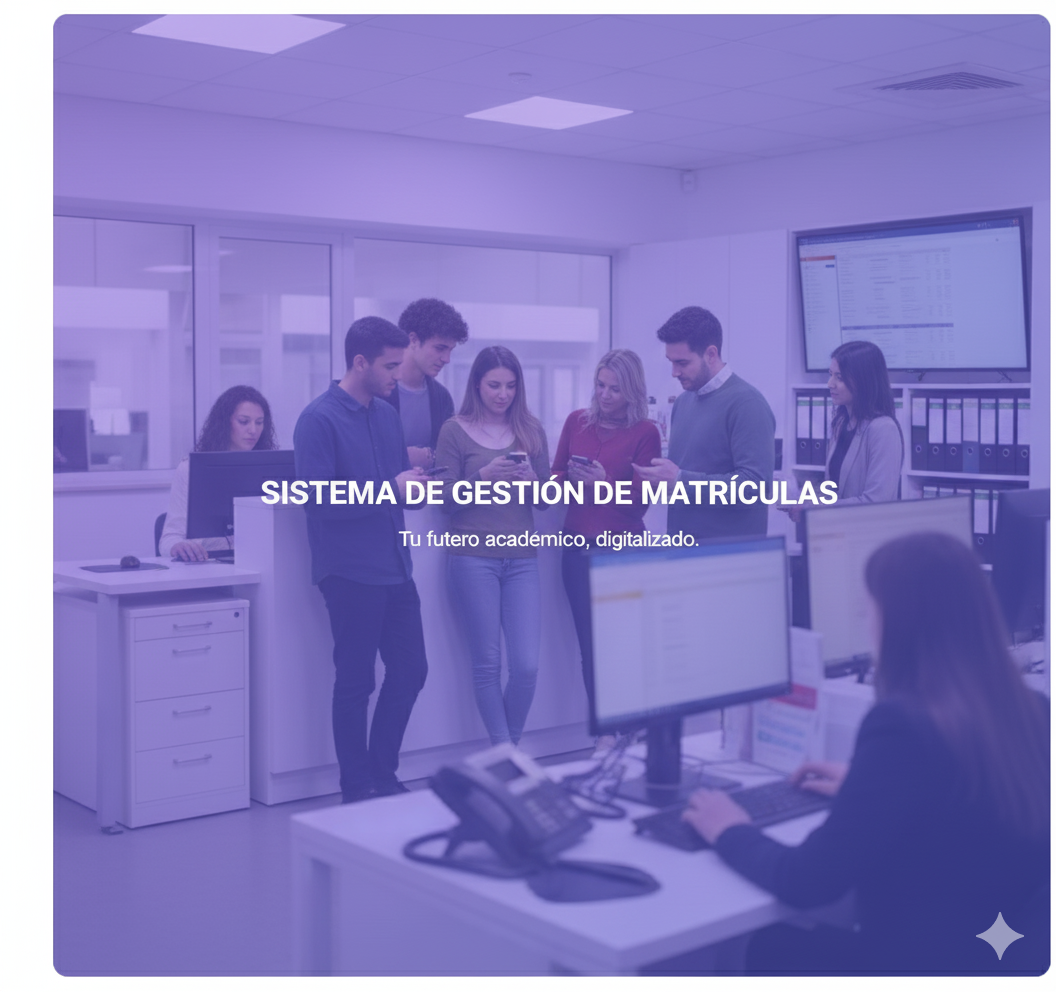 SISTEMA DE GESTIÓN DE MATRÍCULAS
Tu futero académico, digitalizado.